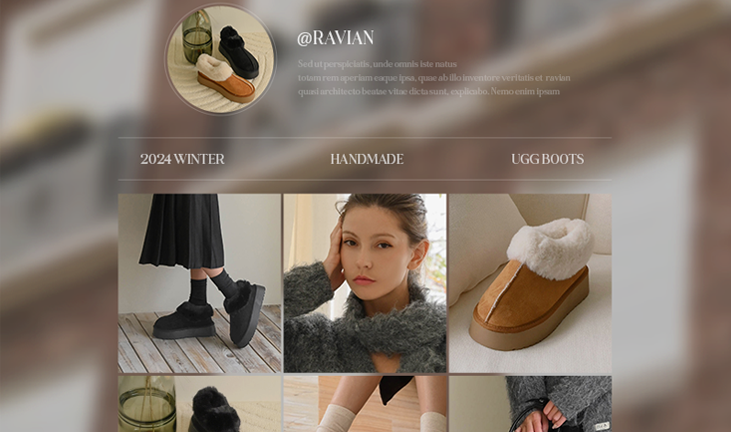 @RAVIAN
Sed ut perspiciatis, unde omnis iste natus
totam rem aperiam eaque ipsa, quae ab illo inventore veritatis et ravian
quasi architecto beatae vitae dicta sunt, explicabo. Nemo enim ipsam
2024 WINTER
HANDMADE
UGG BOOTS